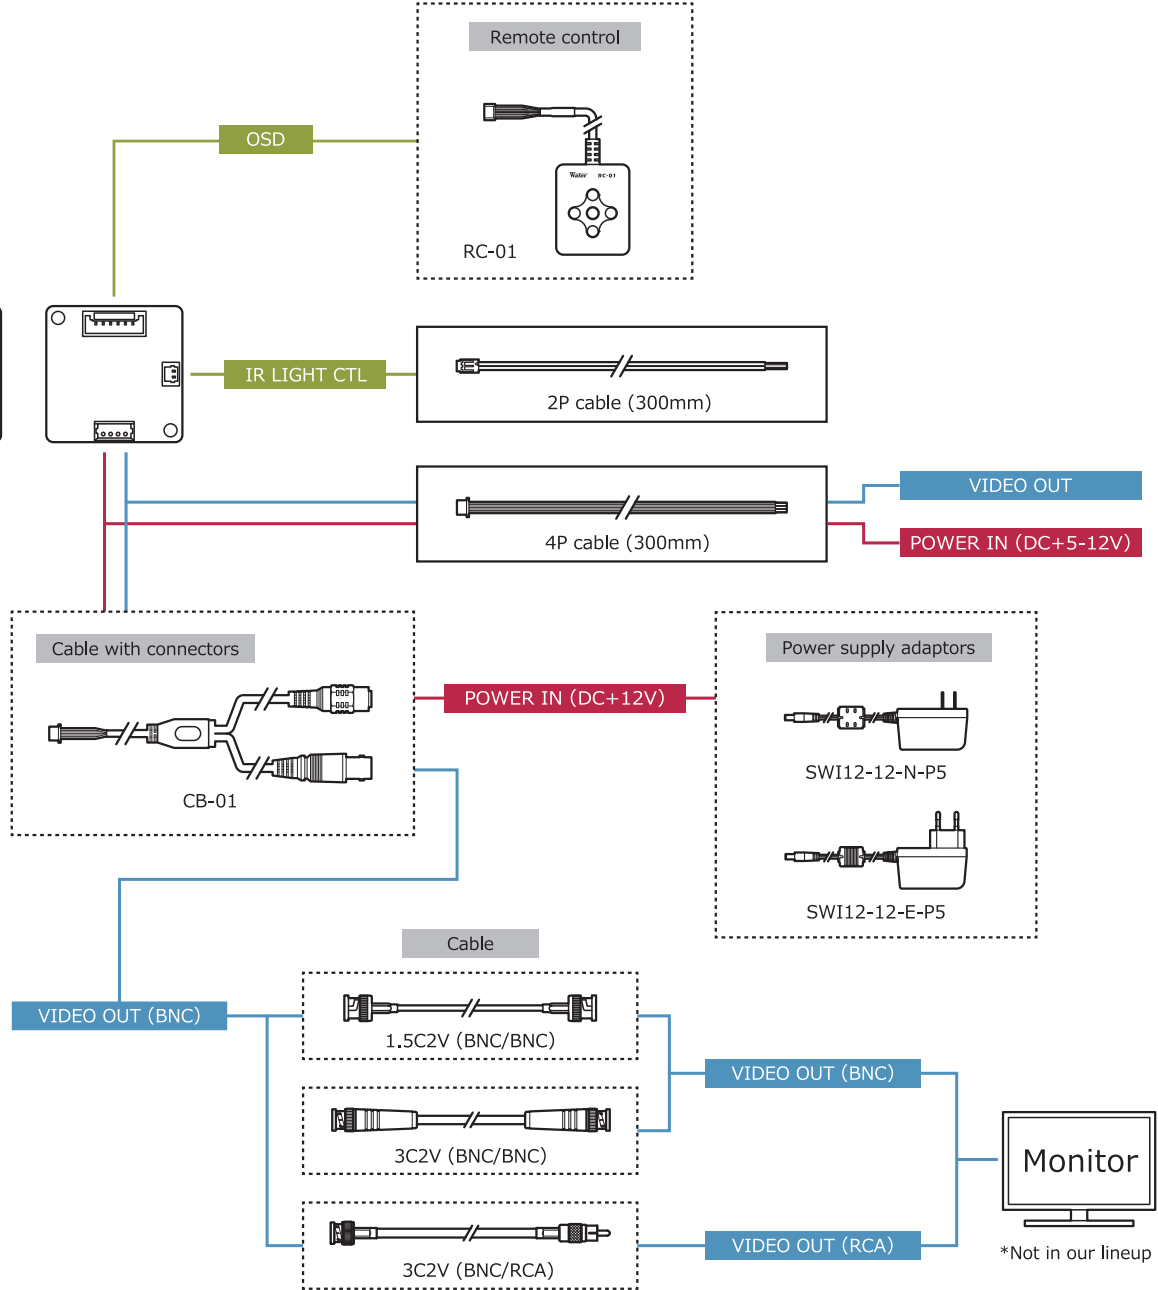 Remote control
OSD
Watec RC-01
RC-01
IR LIGHT CTL
2P cable (300mm)
4P cable (300mm)
VIDEO OUT
POWER IN (DC+5-12V)
Cable with connectors
CB-01
POWER IN (DC+12V)
Power supply adaptors
SWI12-12-N-P5
SWI12-12-E-P5
Cable
VIDEO OUT (BNC)
1.5C2V (BNC/BNC)
3C2V (BNC/BNC)
3C2V (BNC/RCA)
VIDEO OUT (BNC)
VIDEO OUT (RCA)
Monitor
*Not in our lineup